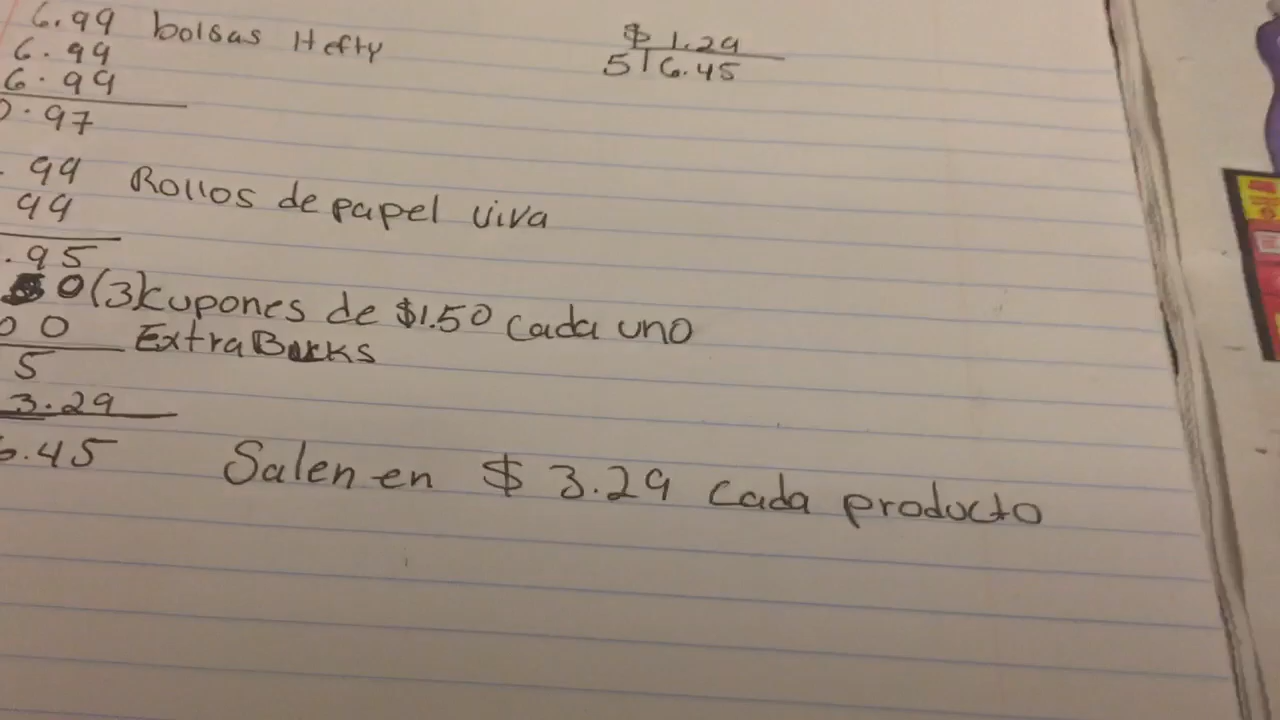 6.99 bolsas Hefty
6.99
6.99
0.97
$1.29
5 6.45
.99 Rollos de papel viva
99
.95
0 (3) cupones de $1.50 cada uno
00 ExtraBucks
5
3.29
6.45
Salen en $ 3.29 cada producto